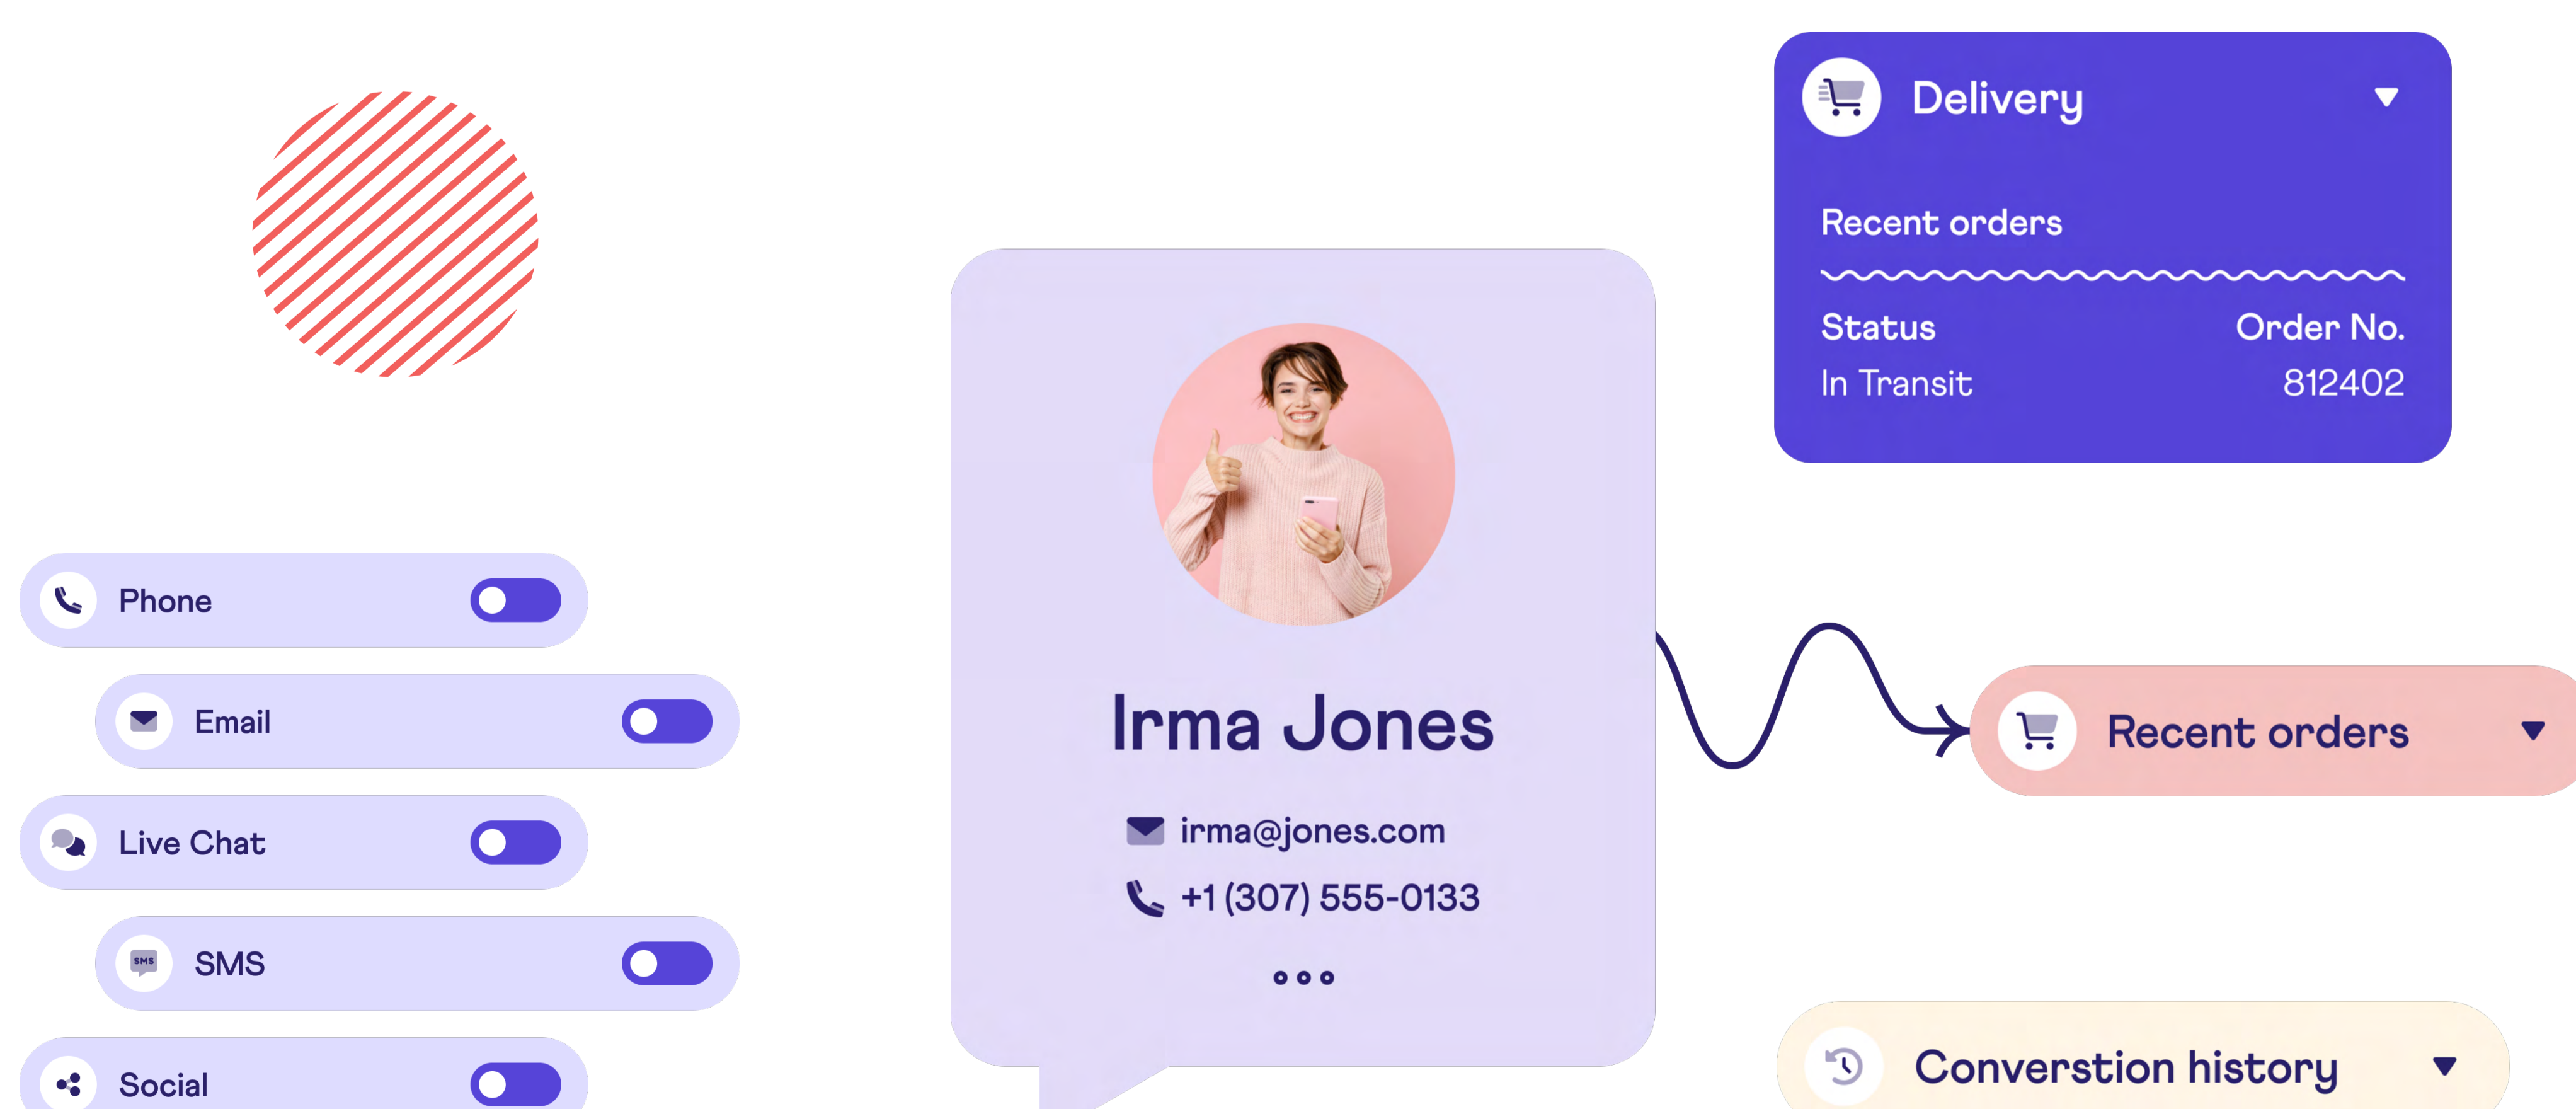 Phone
Email
Live Chat
SMS
SMS
Social
Irma Jones
irma@jones.com
+1 (307) 555-0133
Delivery
Recent orders
Status Order No.
In Transit 812402
Recent orders
Converstion history